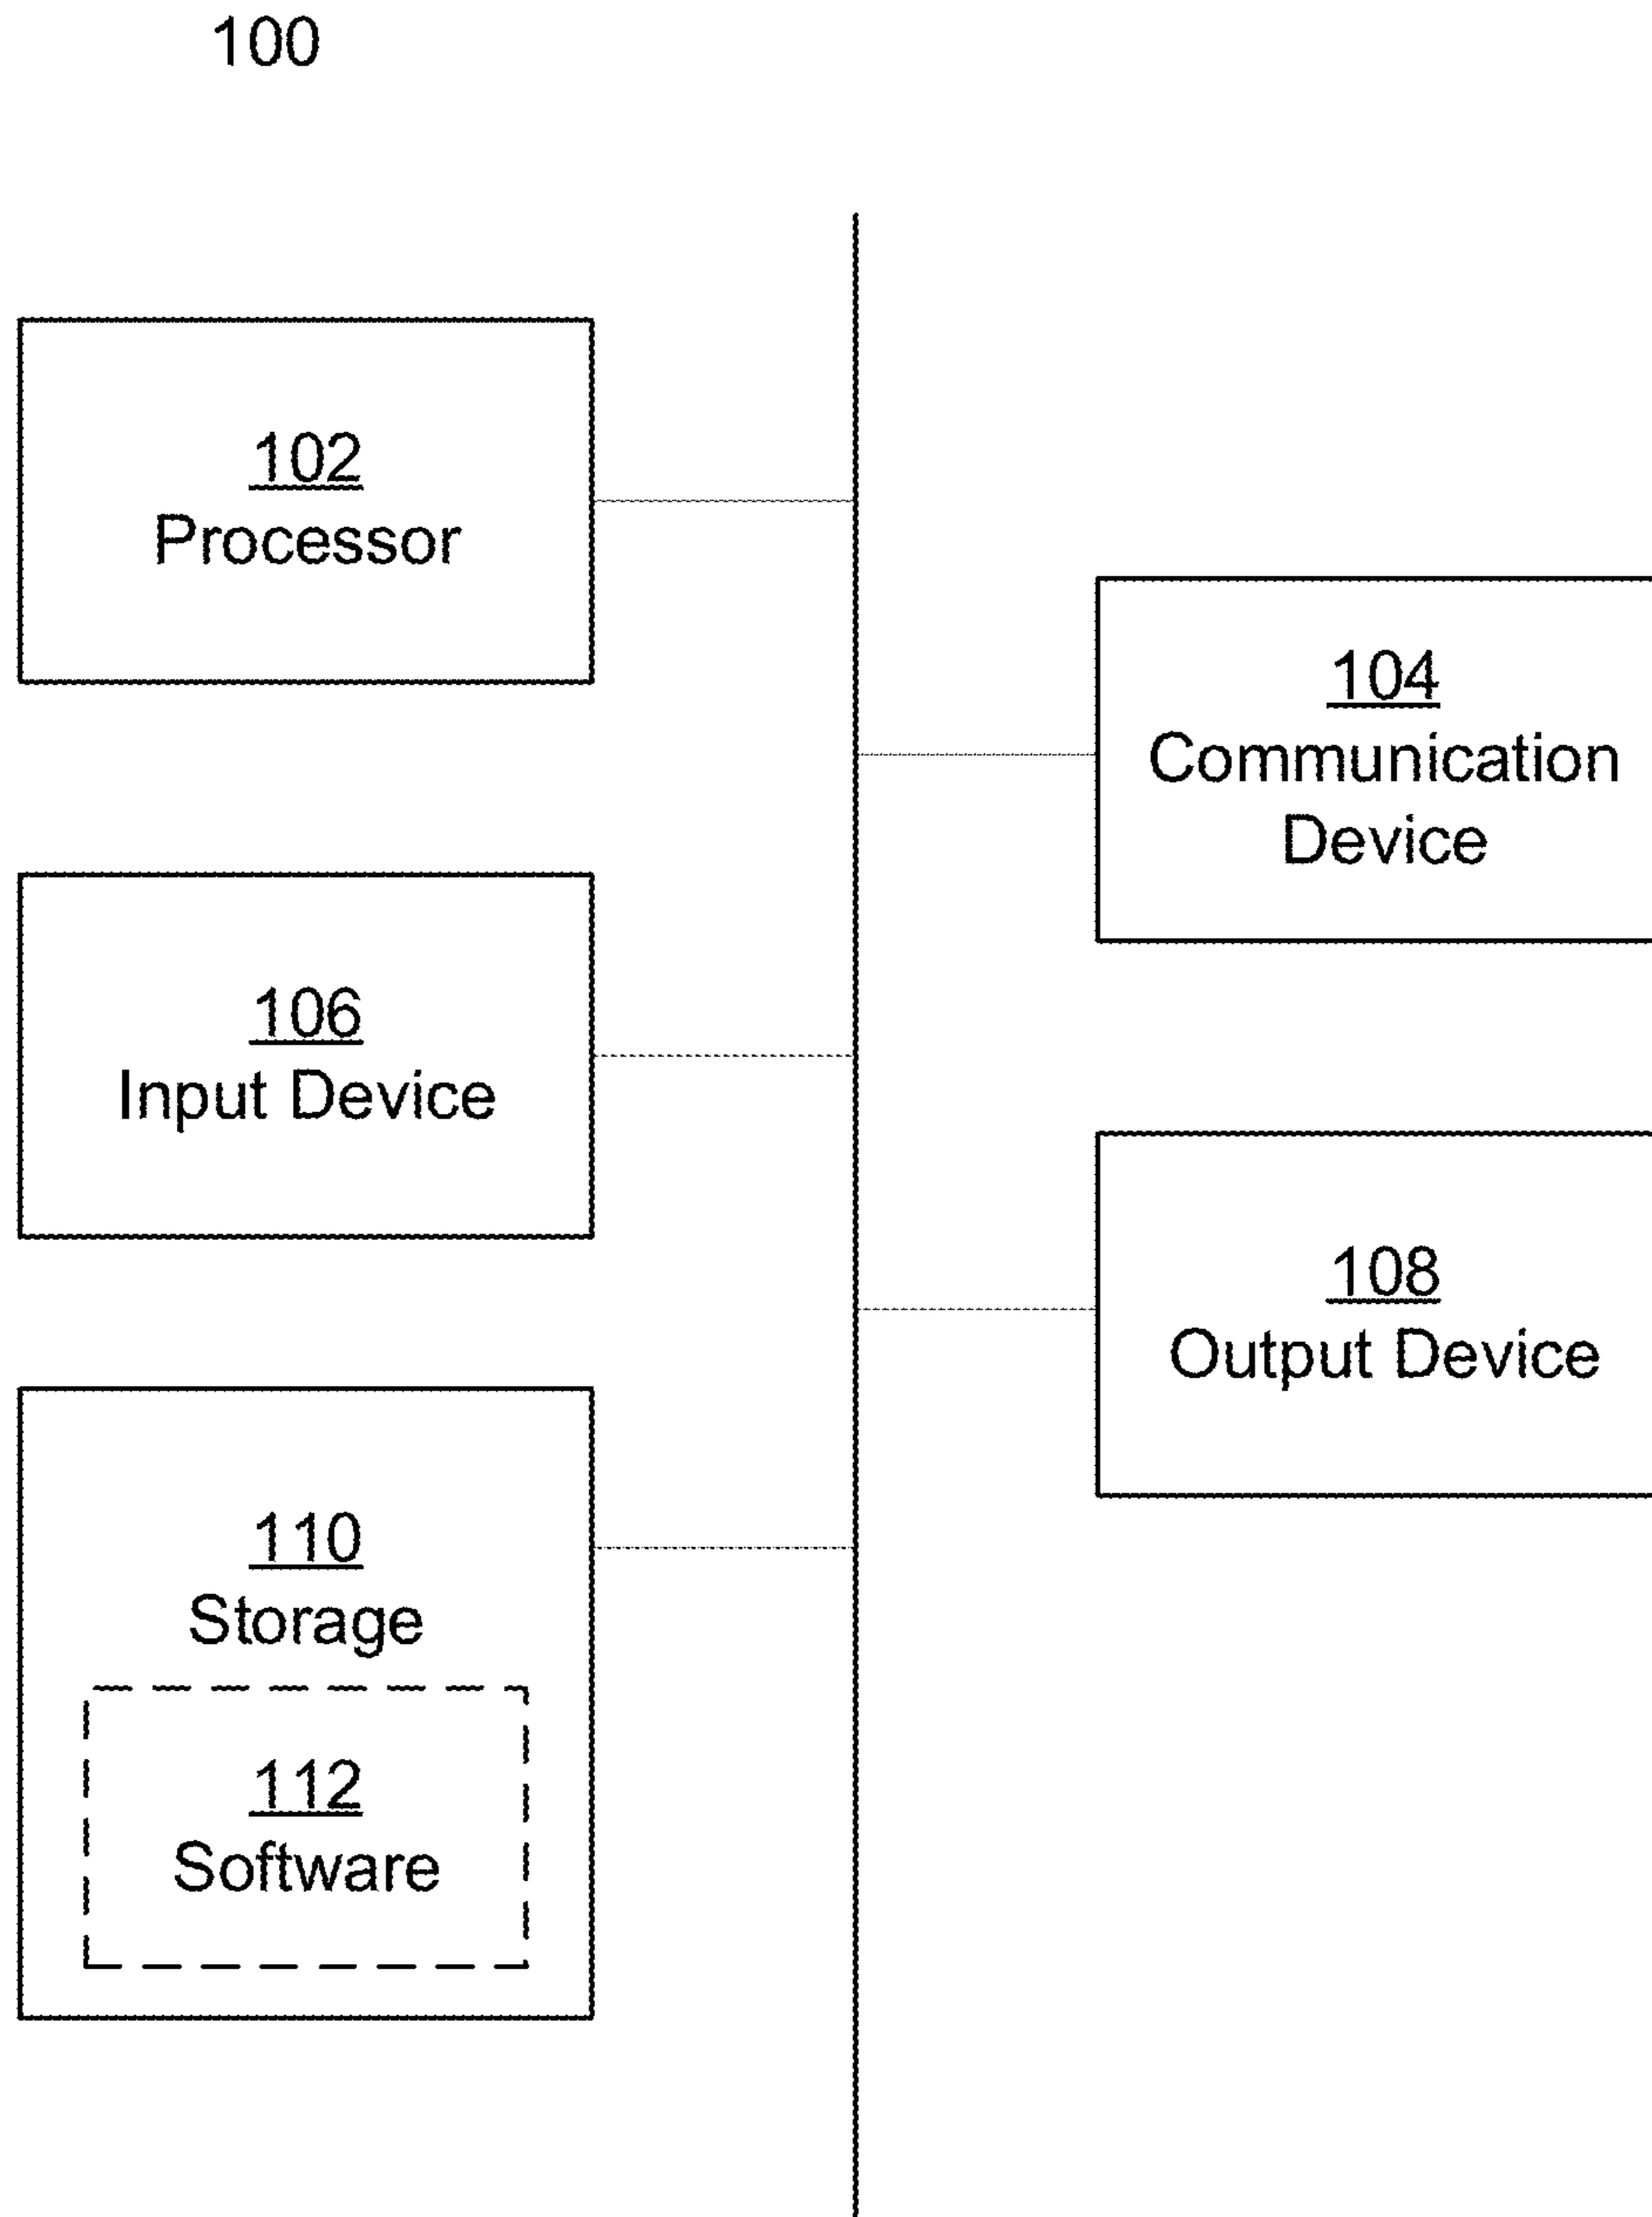 100
102
Processor
104
Communication
Device
106
Input Device
108
Output Device
110
Storage
112
Software